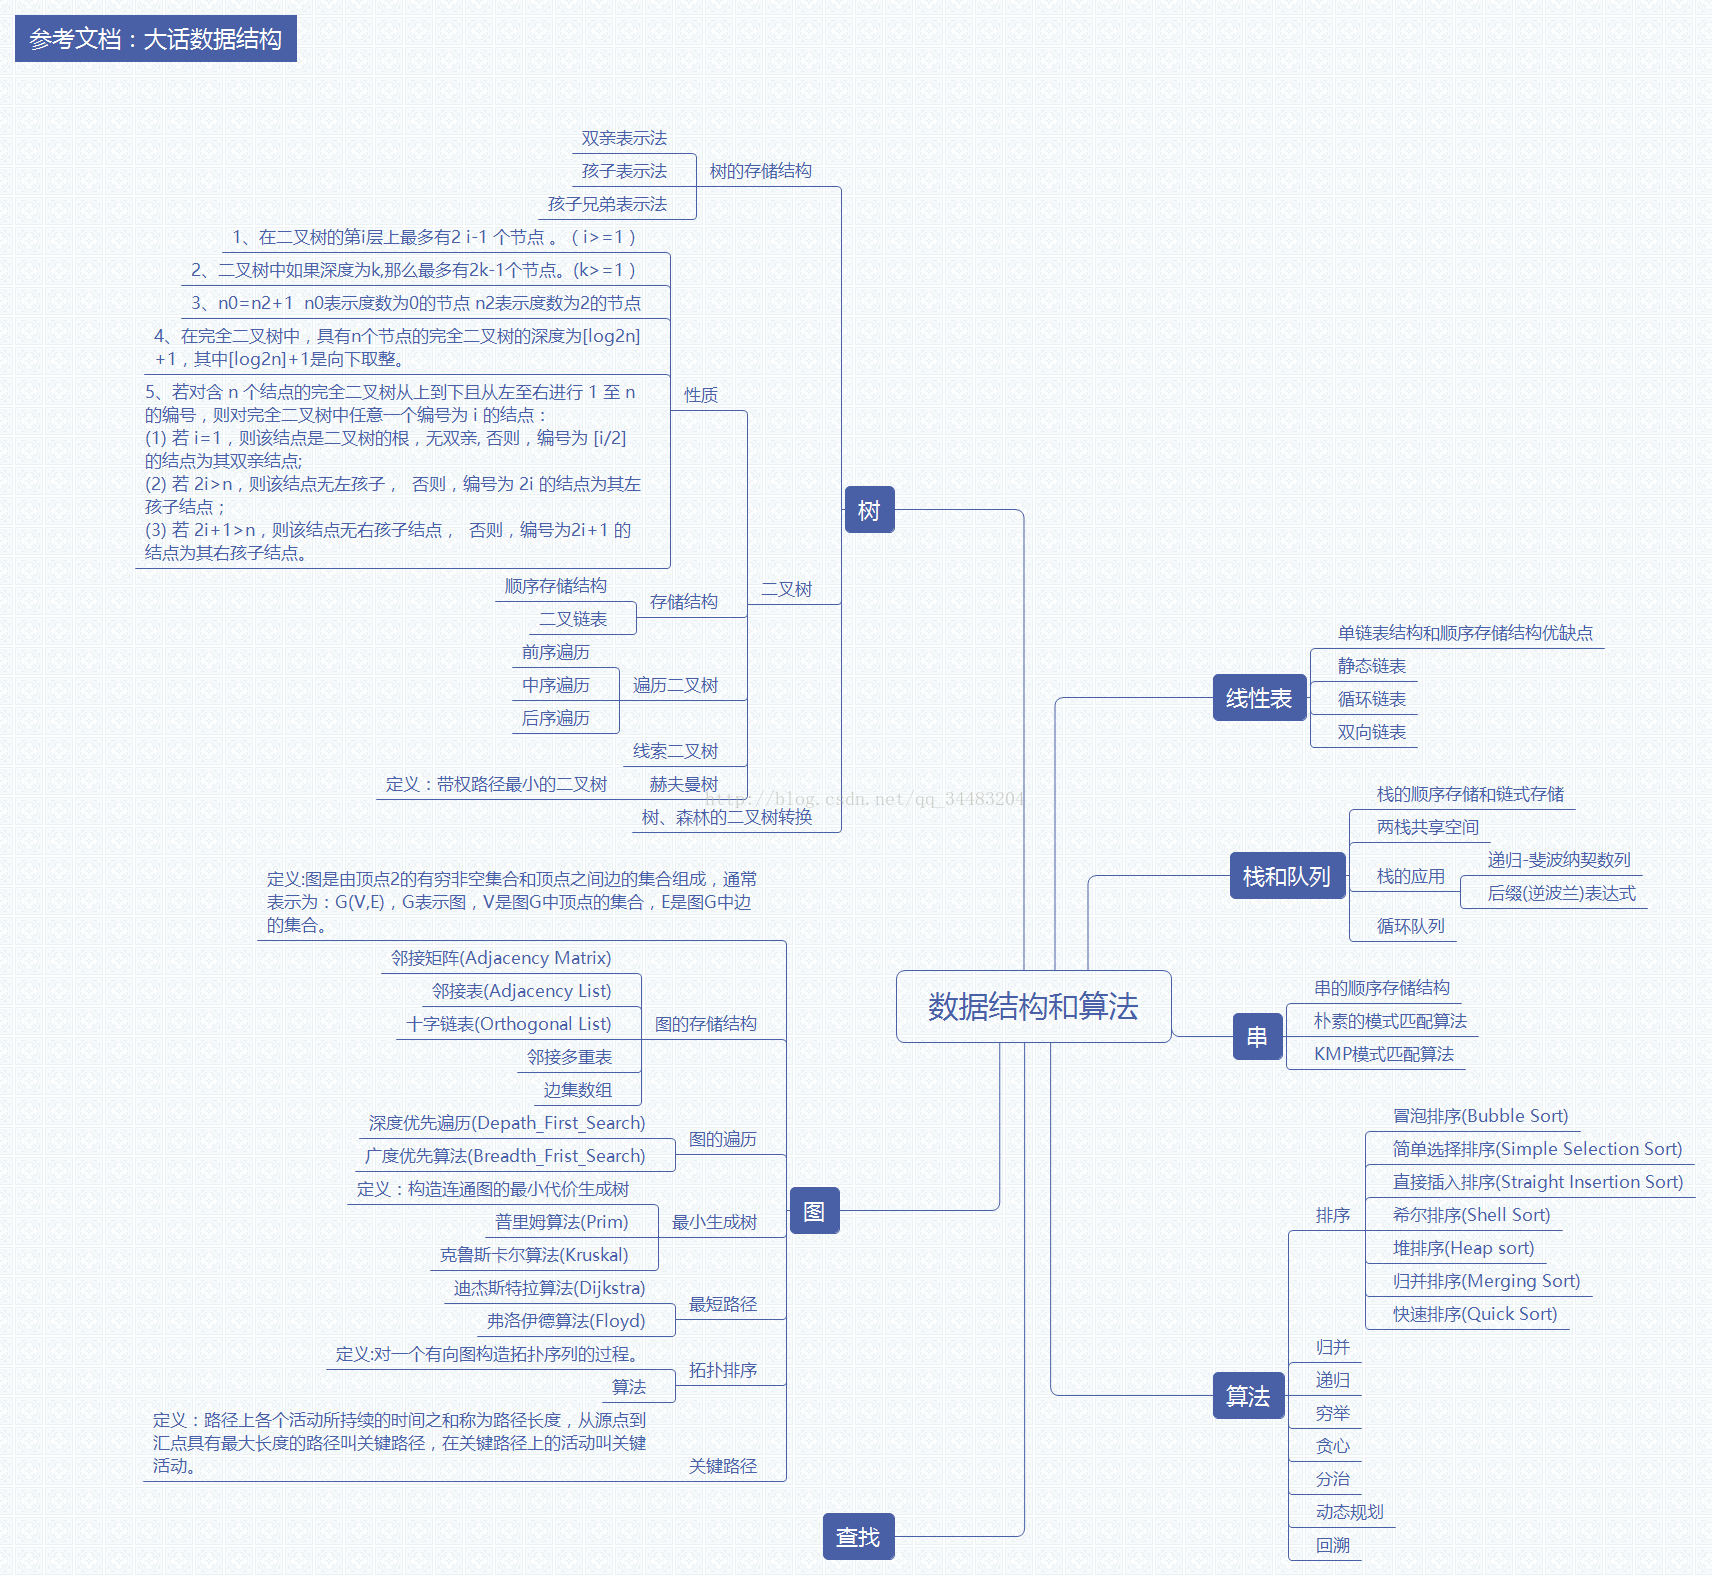 参考文档：大话数据结构
双亲表示法
孩子表示法
孩子兄弟表示法
树的存储结构
1、在二叉树的第i层上最多有2 i-1 个节点 。（ i>=1 ）
2、二叉树中如果深度为k,那么最多有2k-1个节点。(k>=1 ）
3、n0=n2+1  n0表示度数为0的节点 n2表示度数为2的节点
4、在完全二叉树中，具有n个节点的完全二叉树的深度为[log2n]
+1，其中[log2n]+1是向下取整。
5、若对含 n 个结点的完全二叉树从上到下且从左至右进行 1 至 n
的编号，则对完全二叉树中任意一个编号为 i 的结点：
(1) 若 i=1，则该结点是二叉树的根，无双亲, 否则，编号为 [i/2]
的结点为其双亲结点;
(2) 若 2i>n，则该结点无左孩子，  否则，编号为 2i 的结点为其左
孩子结点；
(3) 若 2i+1>n，则该结点无右孩子结点，  否则，编号为2i+1 的
结点为其右孩子结点。
性质
顺序存储结构
二叉链表
存储结构
前序遍历
中序遍历
后序遍历
遍历二叉树
线索二叉树
定义：带权路径最小的二叉树
赫夫曼树
二叉树
树、森林的二叉树转换
树
http://blog.csdn.net/qq_34483204
定义:图是由顶点2的有穷非空集合和顶点之间边的集合组成，通常
表示为：G(V,E)，G表示图，V是图G中顶点的集合，E是图G中边
的集合。
邻接矩阵(Adjacency Matrix)
邻接表(Adjacency List)
十字链表(Orthogonal List)
邻接多重表
边集数组
图的存储结构
深度优先遍历(Depath_First_Search)
广度优先算法(Breadth_Frist_Search)
图的遍历
定义：构造连通图的最小代价生成树
普里姆算法(Prim)
克鲁斯卡尔算法(Kruskal)
最小生成树
迪杰斯特拉算法(Dijkstra)
弗洛伊德算法(Floyd)
最短路径
定义:对一个有向图构造拓扑序列的过程。
算法
拓扑排序
定义：路径上各个活动所持续的时间之和称为路径长度，从源点到
汇点具有最大长度的路径叫关键路径，在关键路径上的活动叫关键
活动。
关键路径
图
查找
数据结构和算法
线性表
单链表结构和顺序存储结构优缺点
静态链表
循环链表
双向链表
栈和队列
栈的顺序存储和链式存储
两栈共享空间
栈的应用
递归-斐波纳契数列
后缀(逆波兰)表达式
循环队列
串
串的顺序存储结构
朴素的模式匹配算法
KMP模式匹配算法
算法
排序
冒泡排序(Bubble Sort)
简单选择排序(Simple Selection Sort)
直接插入排序(Straight Insertion Sort)
希尔排序(Shell Sort)
堆排序(Heap sort)
归并排序(Merging Sort)
快速排序(Quick Sort)
归并
递归
穷举
贪心
分治
动态规划
回溯